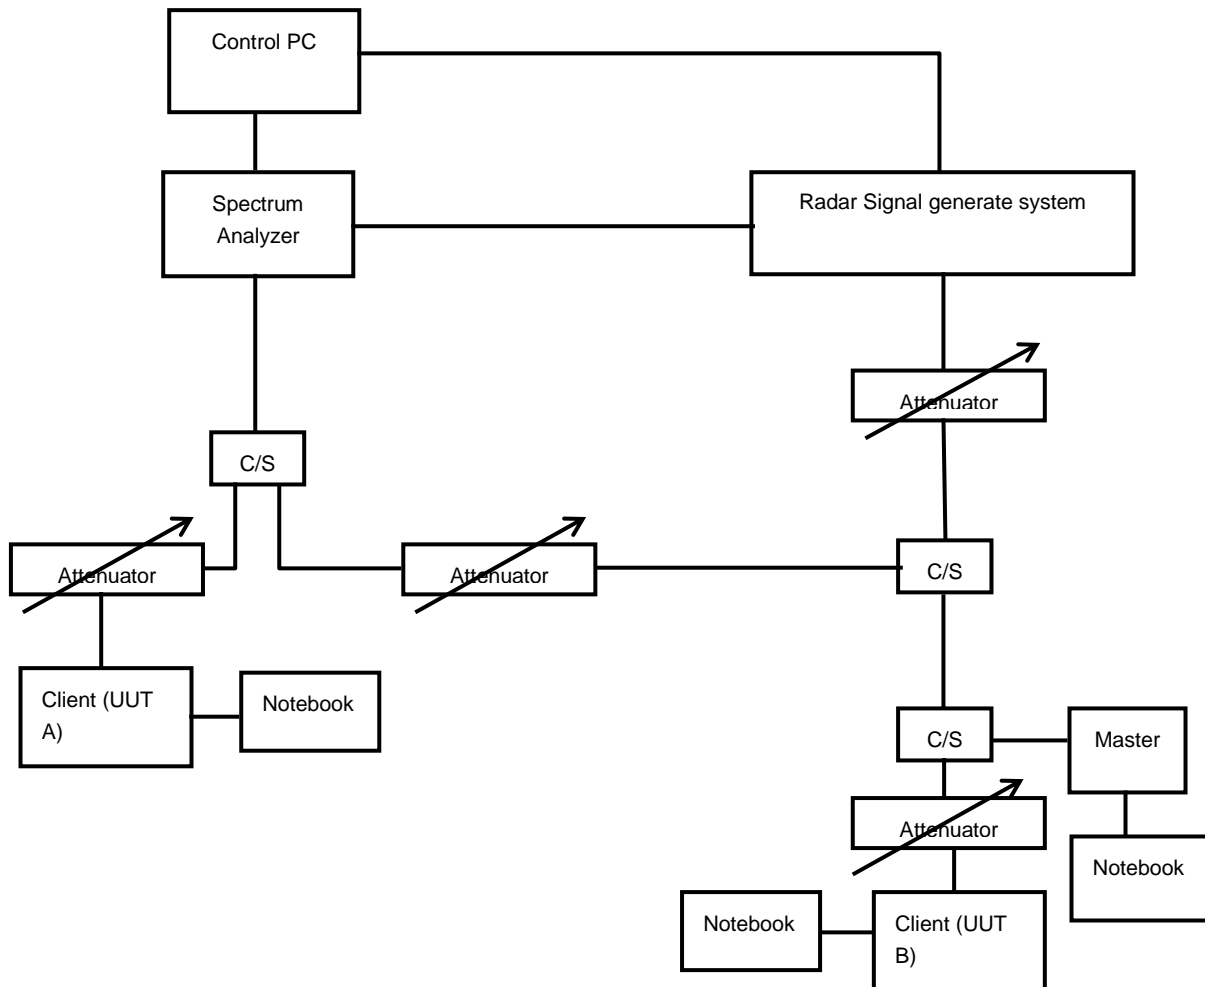 Control PC
Spectrum
Analyzer
Radar Signal generate system
Attenuator
C/S
Attenuator
Attenuator
C/S
Client (UUT
A)
Notebook
C/S
Master
Attenuator
Notebook
Notebook
Client (UUT
B)